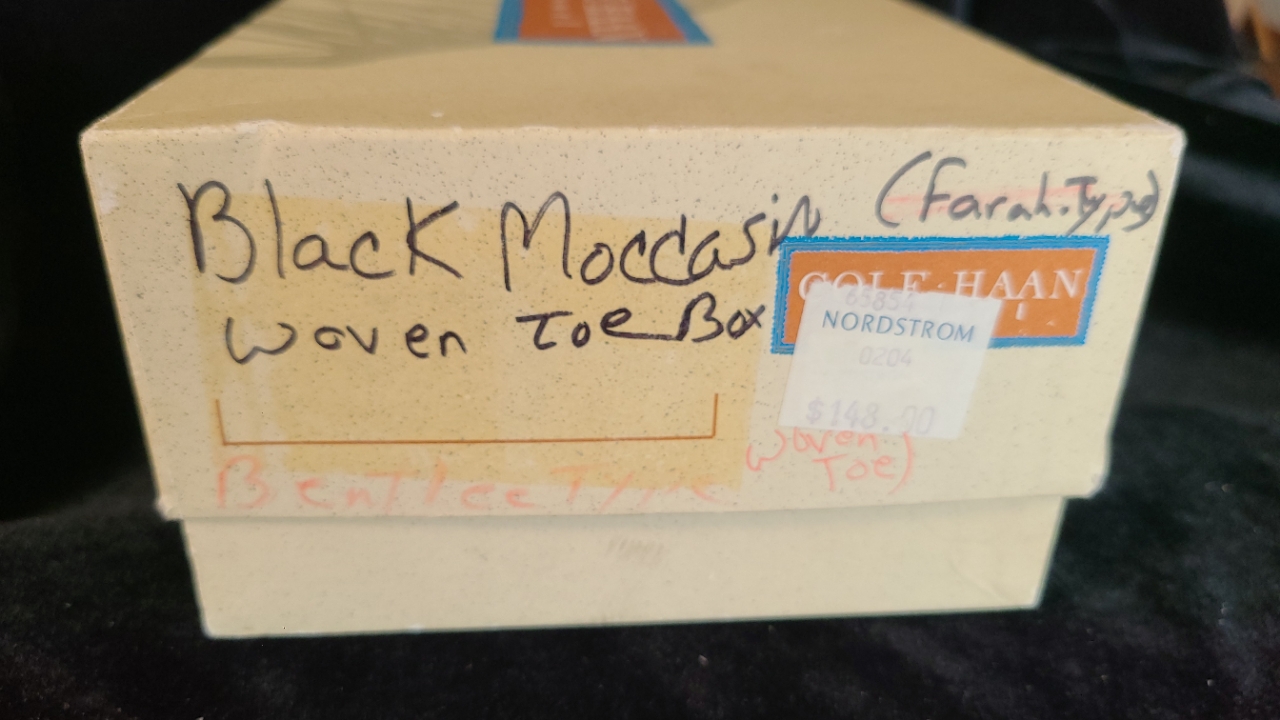 Black Moccasin (Farah.Type)
woven Toe Box
COLE·HAAN
NORDSTROM
0204
$148.00
BenTlee Type
woven
Toe)